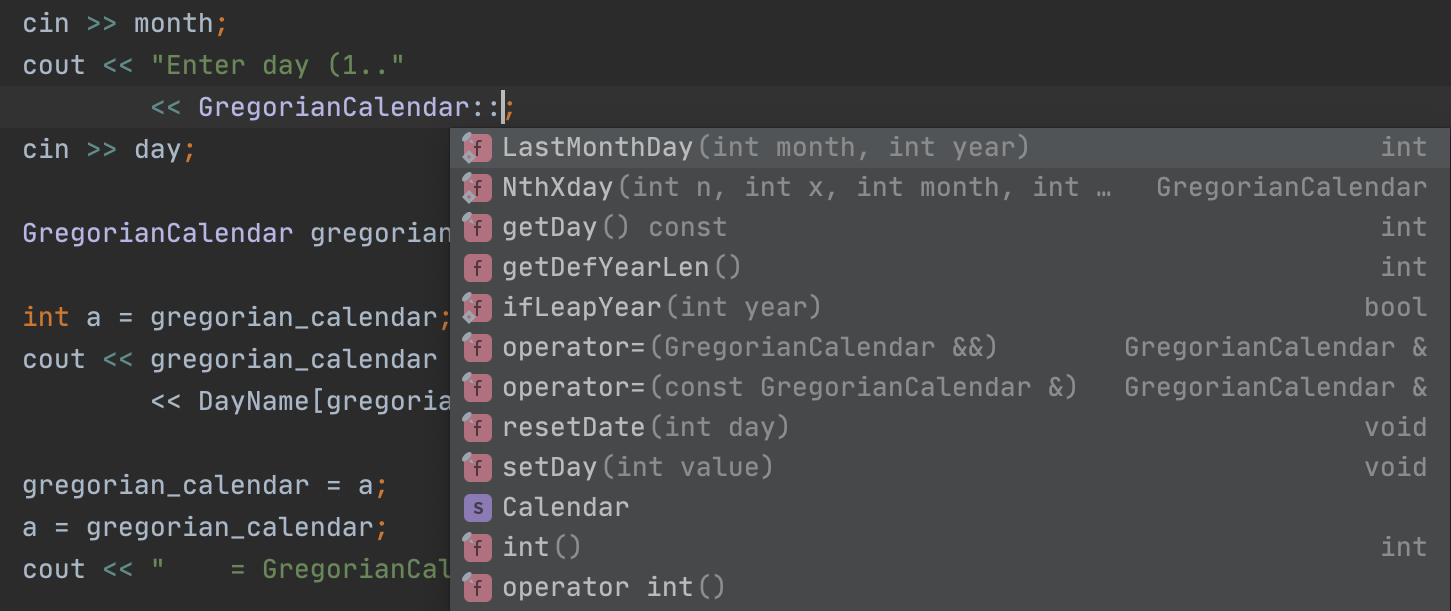 cin >> month;
cout << "Enter day (1.."
<< GregorianCalendar::;
cin >> day;
GregorianCalendar gregorian
int a = gregorian_calendar;
cout << gregorian_calendar
<< DayName[gregoria
gregorian_calendar = a;
a = gregorian_calendar;
cout << "    = GregorianCal
f LastMonthDay(int month, int year) int
f NthXday(int n, int x, int month, int … GregorianCalendar
f getDay() const int
f getDefYearLen() int
f ifLeapYear(int year) bool
f operator=(GregorianCalendar &&) GregorianCalendar &
f operator=(const GregorianCalendar &) GregorianCalendar &
f resetDate(int day) void
f setDay(int value) void
s Calendar
f int() int
f operator int()